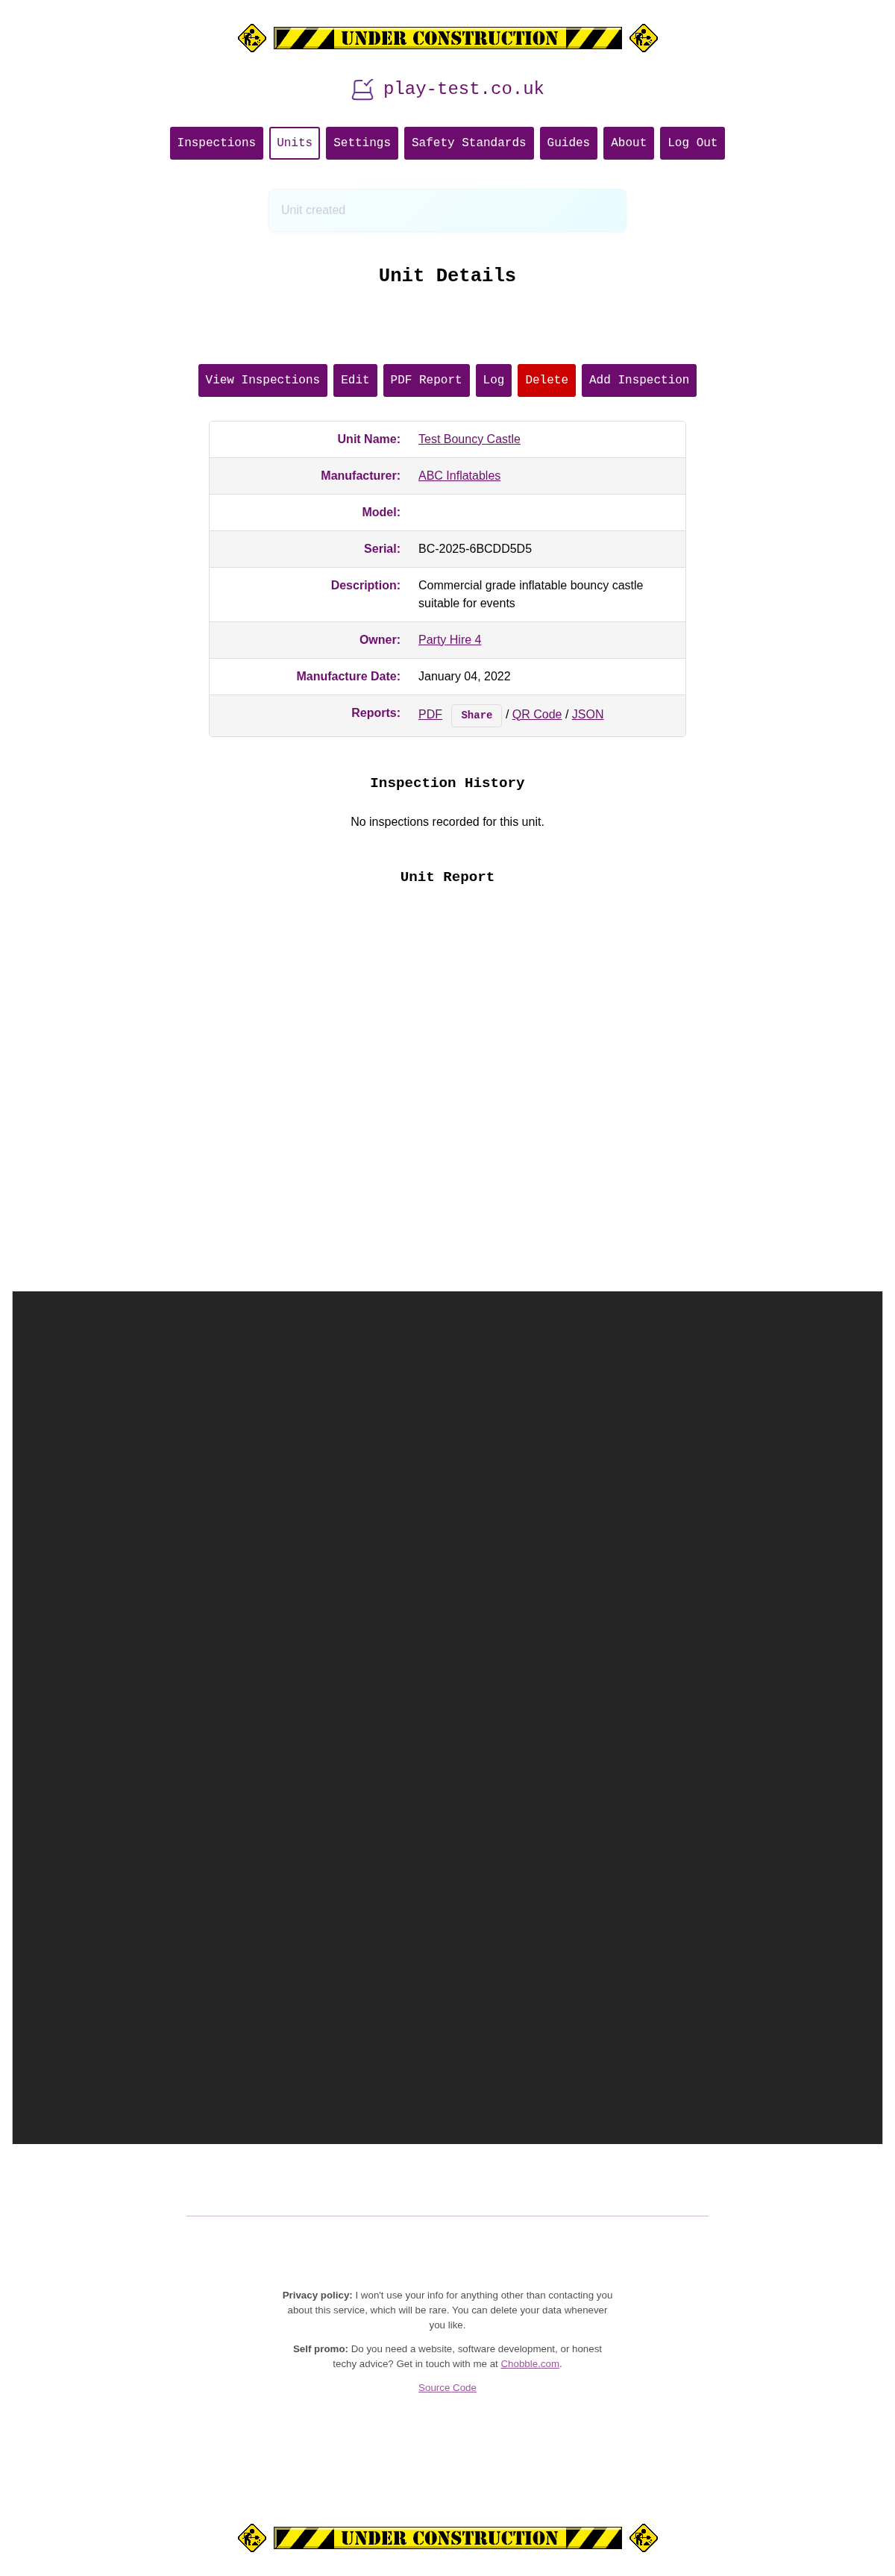 UNDER CONSTRUCTION
play-test.co.uk
Inspections Units Settings Safety Standards Guides About Log Out
Unit created
Unit Details
View Inspections Edit PDF Report Log Delete Add Inspection
Unit Name: Test Bouncy Castle
Manufacturer: ABC Inflatables
Model:
Serial: BC-2025-6BCDD5D5
Description: Commercial grade inflatable bouncy castle
suitable for events
Owner: Party Hire 4
Manufacture Date: January 04, 2022
Reports: PDF Share / QR Code / JSON
Inspection History
No inspections recorded for this unit.
Unit Report
Privacy policy: I won't use your info for anything other than contacting you
about this service, which will be rare. You can delete your data whenever
you like.
Self promo: Do you need a website, software development, or honest
techy advice? Get in touch with me at Chobble.com.
Source Code
UNDER CONSTRUCTION